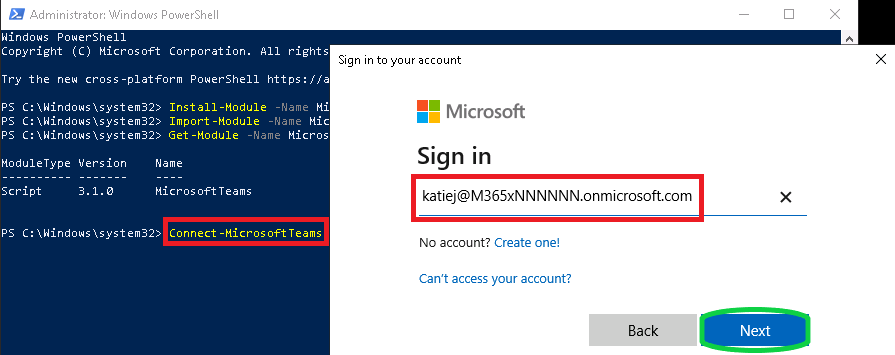 Administrator: Windows PowerShell
Windows PowerShell
Copyright (C) Microsoft Corporation. All rights
Try the new cross-platform PowerShell https://a
PS C:\Windows\system32> Install-Module -Name Mi
PS C:\Windows\system32> Import-Module -Name Mi
PS C:\Windows\system32> Get-Module -Name Micros
ModuleType Version Name
---------- ------- ----
Script 3.1.0 MicrosoftTeams
PS C:\Windows\system32> Connect-MicrosoftTeams
Sign in to your account
Microsoft
Sign in
katiej@M365xNNNNNN.onmicrosoft.com
No account? Create one!
Can't access your account?
Back
Next